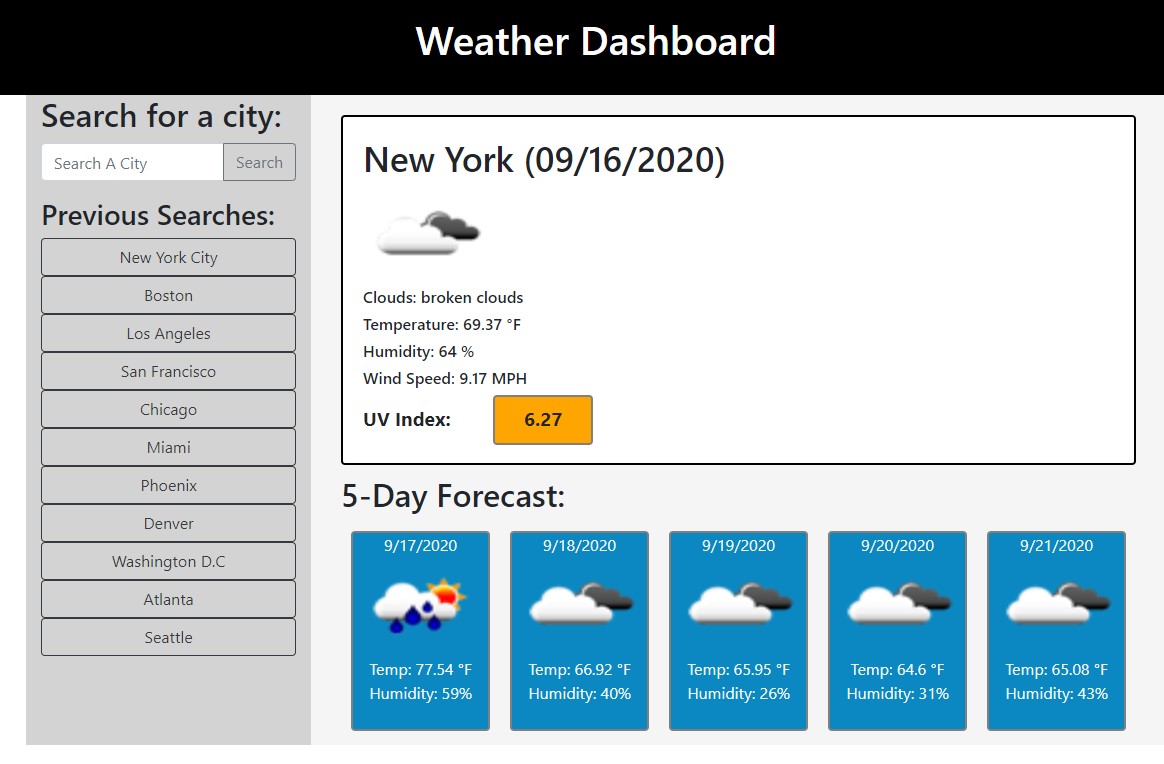 Weather Dashboard
Search for a city:
Search A City
Search
Previous Searches:
New York City
Boston
Los Angeles
San Francisco
Chicago
Miami
Phoenix
Denver
Washington D.C
Atlanta
Seattle
New York (09/16/2020)
Clouds: broken clouds
Temperature: 69.37 °F
Humidity: 64 %
Wind Speed: 9.17 MPH
UV Index: 6.27
5-Day Forecast:
9/17/2020
Temp: 77.54 °F
Humidity: 59%
9/18/2020
Temp: 66.92 °F
Humidity: 40%
9/19/2020
Temp: 65.95 °F
Humidity: 26%
9/20/2020
Temp: 64.6 °F
Humidity: 31%
9/21/2020
Temp: 65.08 °F
Humidity: 43%